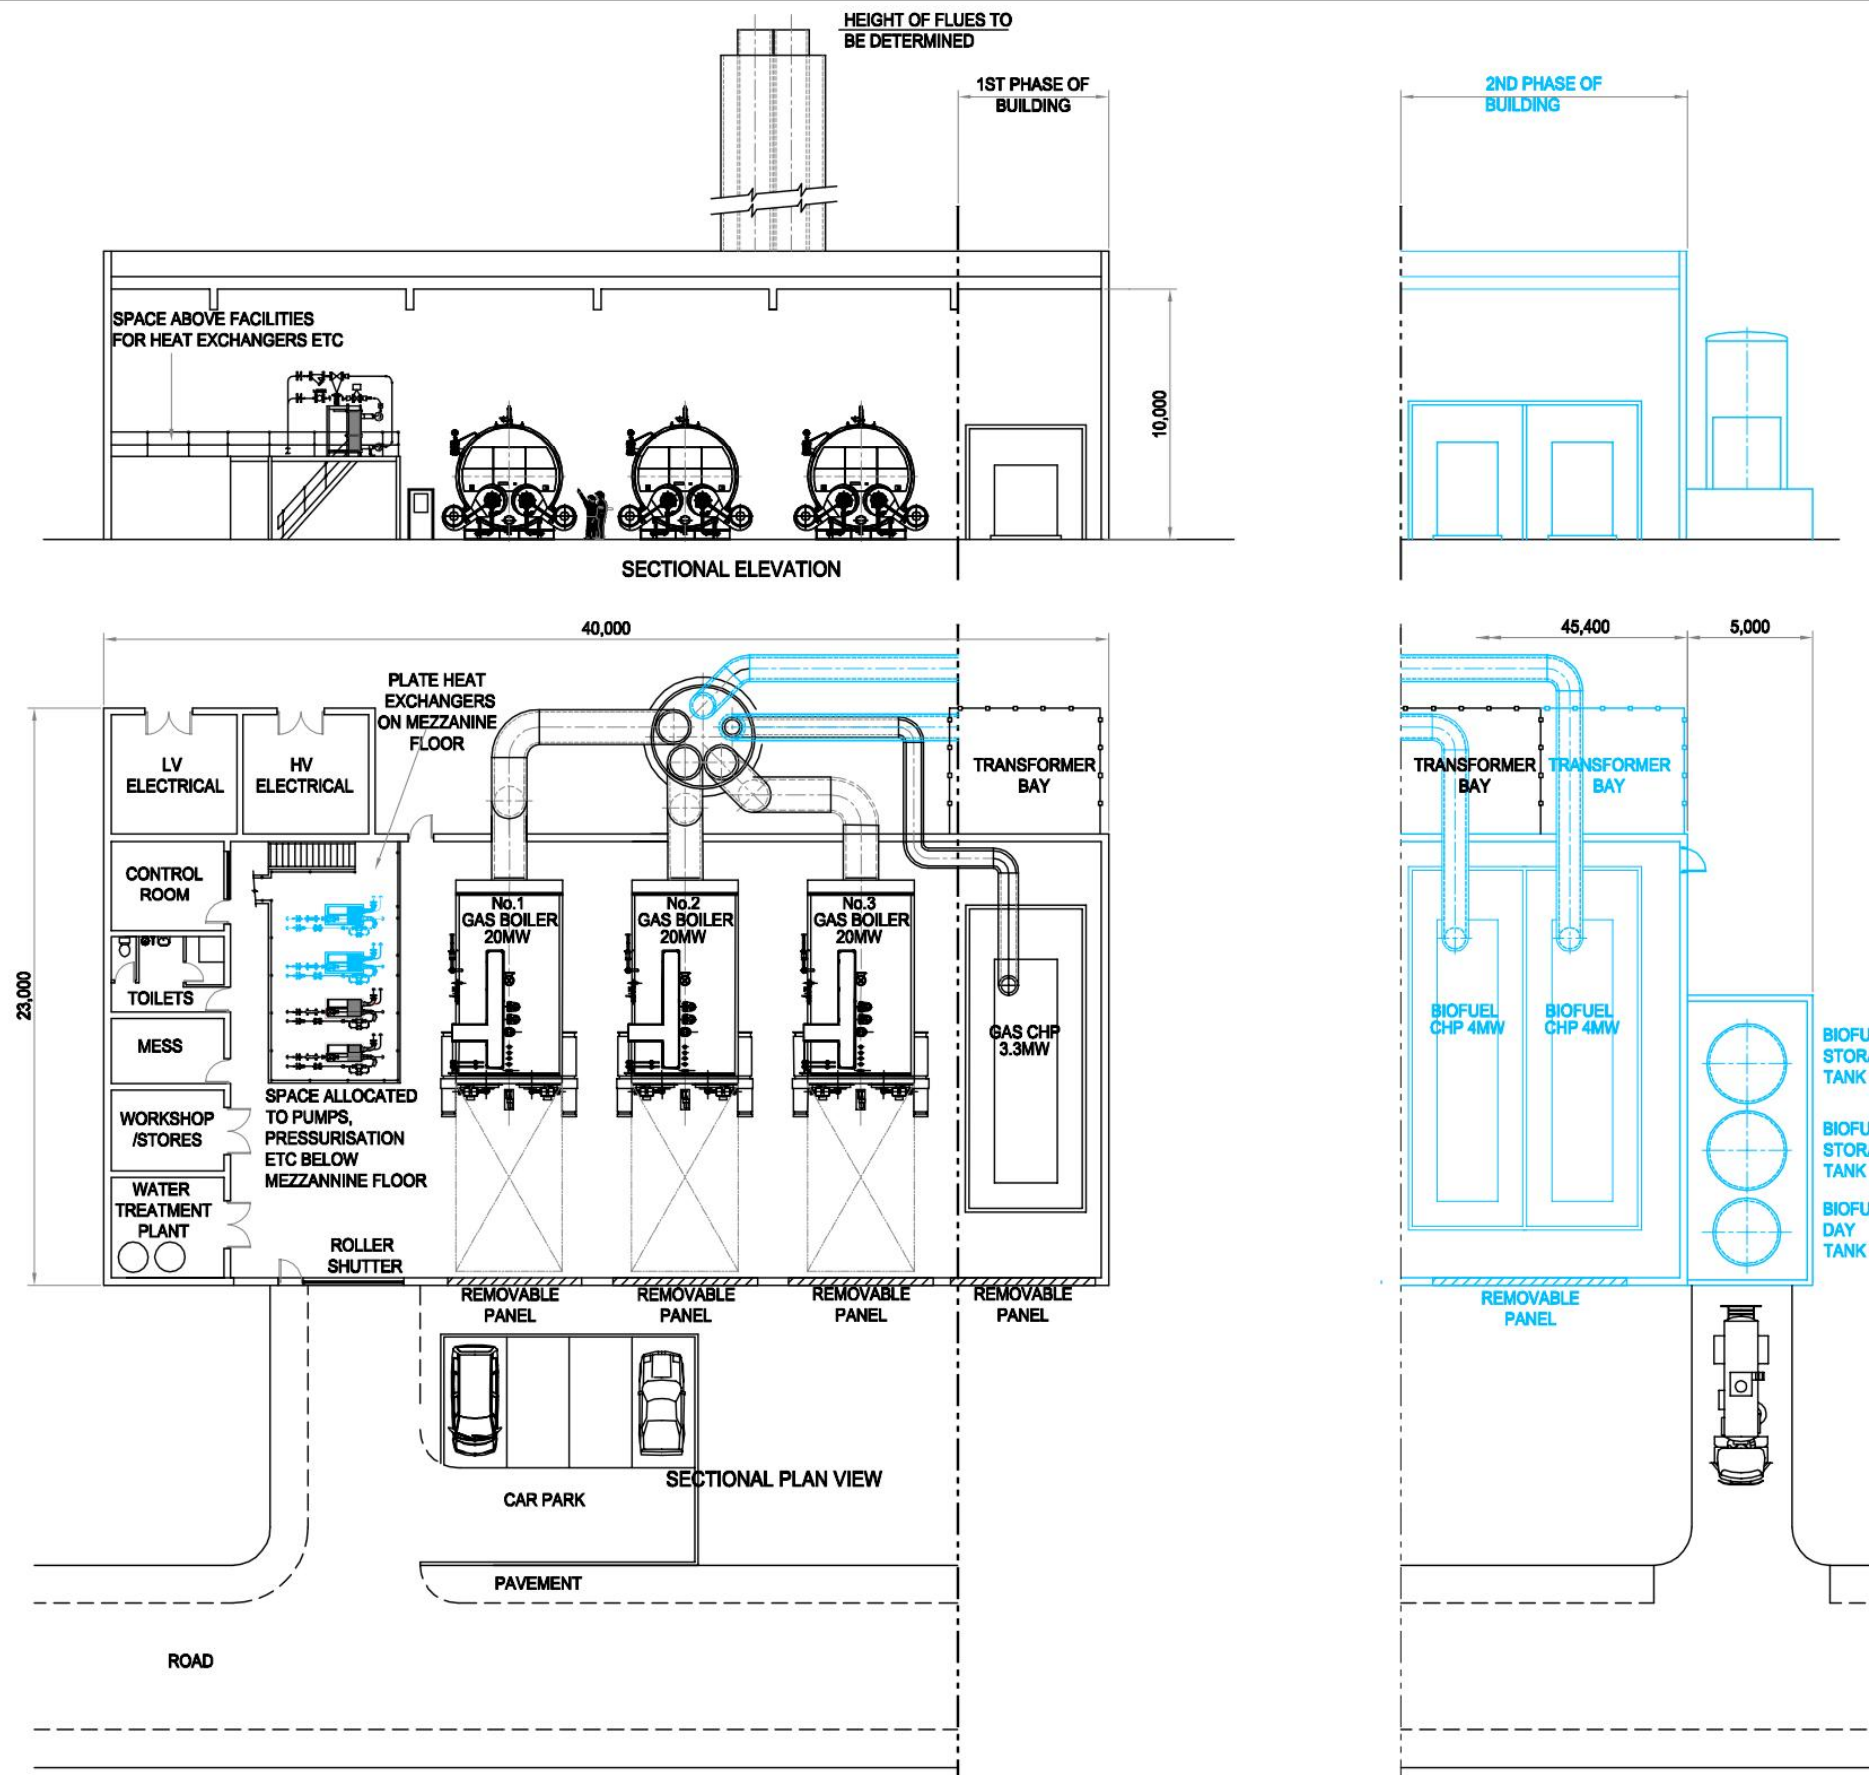 HEIGHT OF FLUES TO
BE DETERMINED
1ST PHASE OF
BUILDING
2ND PHASE OF
BUILDING
SPACE ABOVE FACILITIES
FOR HEAT EXCHANGERS ETC
10,000
SECTIONAL ELEVATION
40,000
45,400
5,000
PLATE HEAT
EXCHANGERS
ON MEZZANINE
FLOOR
LV
ELECTRICAL
HV
ELECTRICAL
TRANSFORMER
BAY
TRANSFORMER
BAY
TRANSFORMER
BAY
CONTROL
ROOM
TOILETS
MESS
WORKSHOP
/STORES
WATER
TREATMENT
PLANT
23,000
No.1
GAS BOILER
20MW
No.2
GAS BOILER
20MW
No.3
GAS BOILER
20MW
GAS CHP
3.3MW
BIOFUEL
CHP 4MW
BIOFUEL
CHP 4MW
BIOFU
STORA
TANK
BIOFU
STORA
TANK
BIOFU
DAY
TANK
SPACE ALLOCATED
TO PUMPS,
PRESSURISATION
ETC BELOW
MEZZANNINE FLOOR
ROLLER
SHUTTER
REMOVABLE
PANEL
REMOVABLE
PANEL
REMOVABLE
PANEL
REMOVABLE
PANEL
REMOVABLE
PANEL
SECTIONAL PLAN VIEW
CAR PARK
PAVEMENT
ROAD